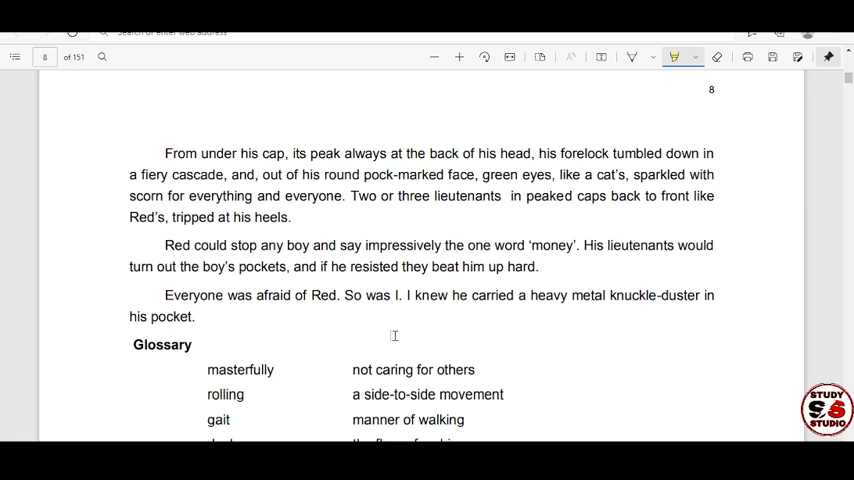 Search or enter web address
8 of 151
8
From under his cap, its peak always at the back of his head, his forelock tumbled down in
a fiery cascade, and, out of his round pock-marked face, green eyes, like a cat's, sparkled with
scorn for everything and everyone. Two or three lieutenants in peaked caps back to front like
Red's, tripped at his heels.
Red could stop any boy and say impressively the one word 'money'. His lieutenants would
turn out the boy's pockets, and if he resisted they beat him up hard.
Everyone was afraid of Red. So was I. I knew he carried a heavy metal knuckle-duster in
his pocket.
Glossary
masterfully not caring for others
rolling a side-to-side movement
gait manner of walking
STUDY
SS
STUDIO